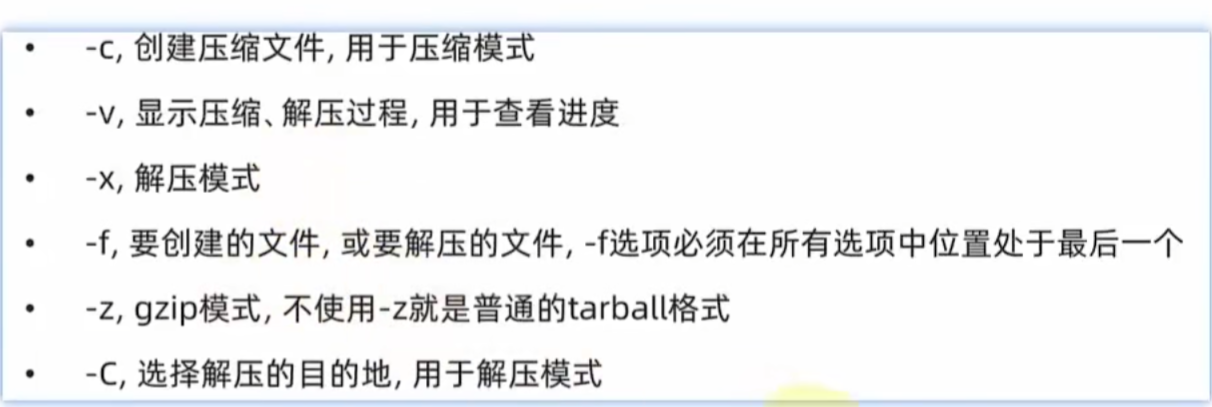 • -c, 创建压缩文件, 用于压缩模式
• -v, 显示压缩、解压过程, 用于查看进度
• -x, 解压模式
• -f, 要创建的文件, 或要解压的文件, -f选项必须在所有选项中位置处于最后一个
• -z, gzip模式, 不使用-z就是普通的tarball格式
• -C, 选择解压的目的地, 用于解压模式